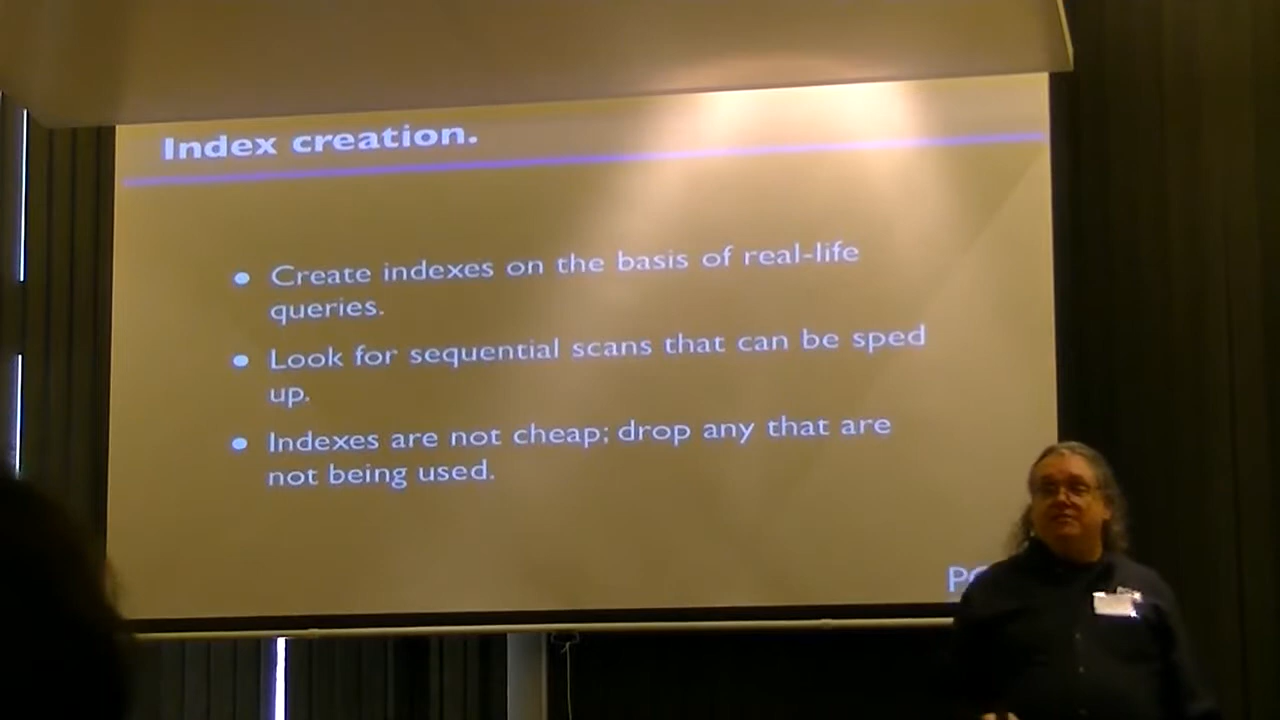 Index creation.
Create indexes on the basis of real-life
queries.
Look for sequential scans that can be sped
up.
Indexes are not cheap; drop any that are
not being used.